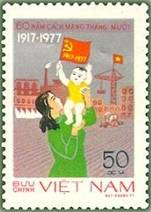 60 NĂM CÁCH MẠNG THÁNG MƯỜI
1917-1977
1917-1977
50
BƯU CHÍNH
VIỆT NAM